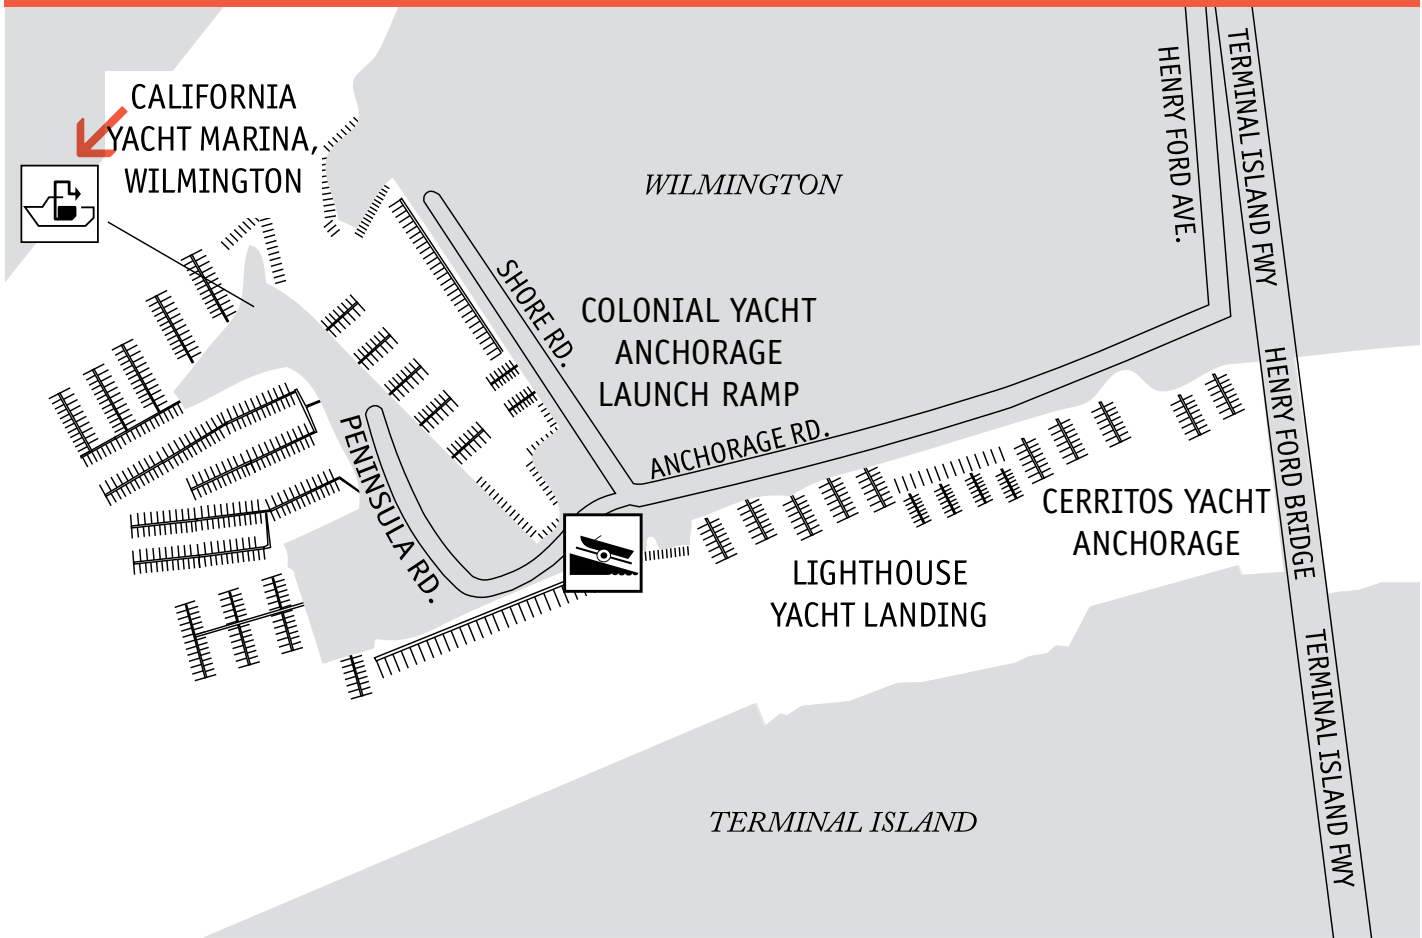 CALIFORNIA
YACHT MARINA,
WILMINGTON
WILMINGTON
HENRY FORD AVE.
TERMINAL ISLAND FWY
SHORE RD.
COLONIAL YACHT
ANCHORAGE
LAUNCH RAMP
ANCHORAGE RD.
PENINSULA RD.
HENRY FORD BRIDGE
CERRITOS YACHT
ANCHORAGE
LIGHTHOUSE
YACHT LANDING
TERMINAL ISLAND FWY
TERMINAL ISLAND